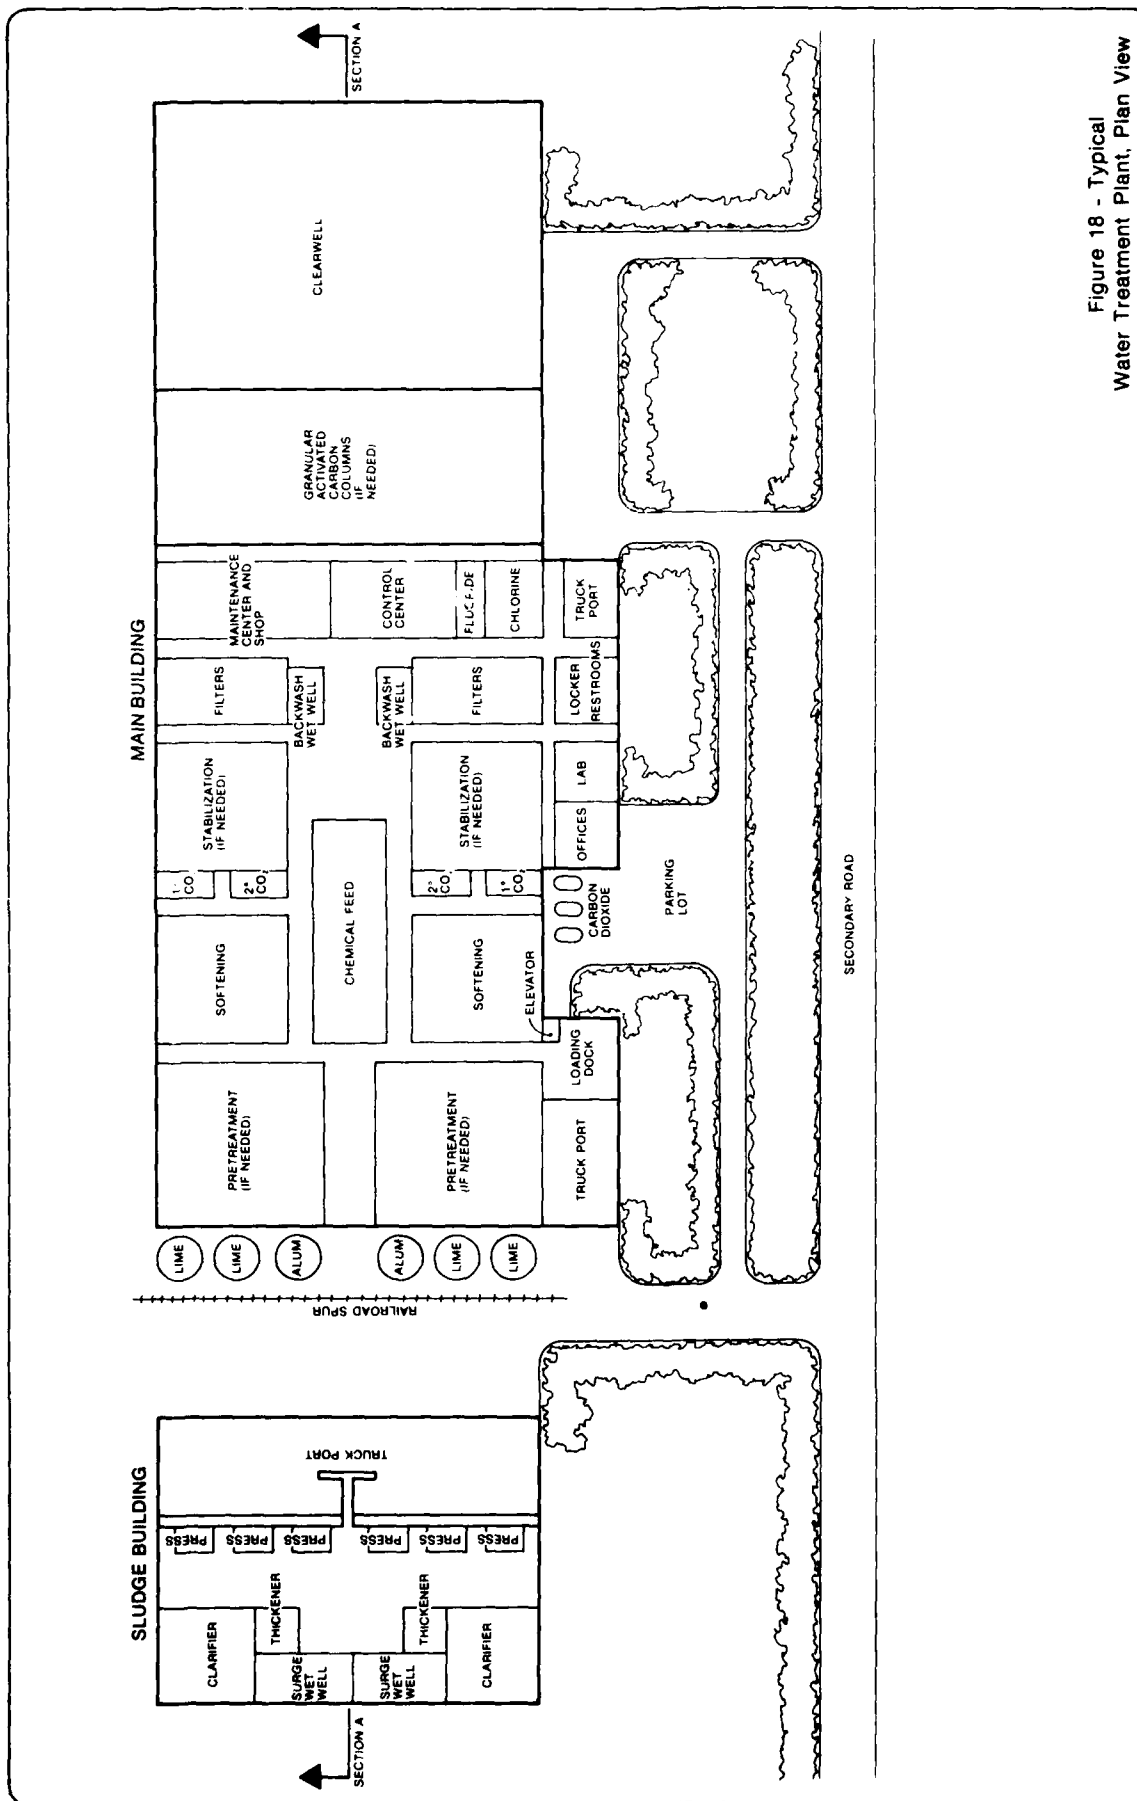 SLUDGE BUILDING
CLARIFIER
THICKENER
SURGE
WET
WELL
SURGE
WET
WELL
THICKENER
CLARIFIER
PRESS
PRESS
PRESS
PRESS
PRESS
PRESS
TRUCK PORT
SECTION A
RAILROAD SPUR
MAIN BUILDING
LIME
LIME
ALUM
ALUM
LIME
LIME
PRETREATMENT
(IF NEEDED)
PRETREATMENT
(IF NEEDED)
TRUCK PORT
LOADING
DOCK
ELEVATOR
SOFTENING
CHEMICAL FEED
SOFTENING
1° CO2
2° CO2
2° CO2
1° CO2
CARBON
DIOXIDE
STABILIZATION
(IF NEEDED)
STABILIZATION
(IF NEEDED)
OFFICES
LAB
FILTERS
BACKWASH
WET WELL
BACKWASH
WET WELL
FILTERS
LOCKER
RESTROOMS
MAINTENANCE
CENTER AND
SHOP
CONTROL
CENTER
CHLORINE
TRUCK
PORT
GRANULAR
ACTIVATED
CARBON
COLUMNS
(IF
NEEDED)
CLEARWELL
SECTION A
PARKING
LOT
SECONDARY ROAD
Figure 18 - Typical
Water Treatment Plant, Plan View